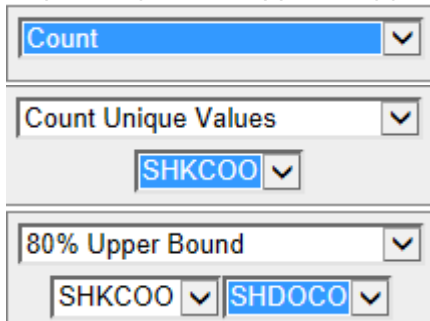 Count
Count Unique Values
SHKCOO
80% Upper Bound
SHKCOO SHDOCO